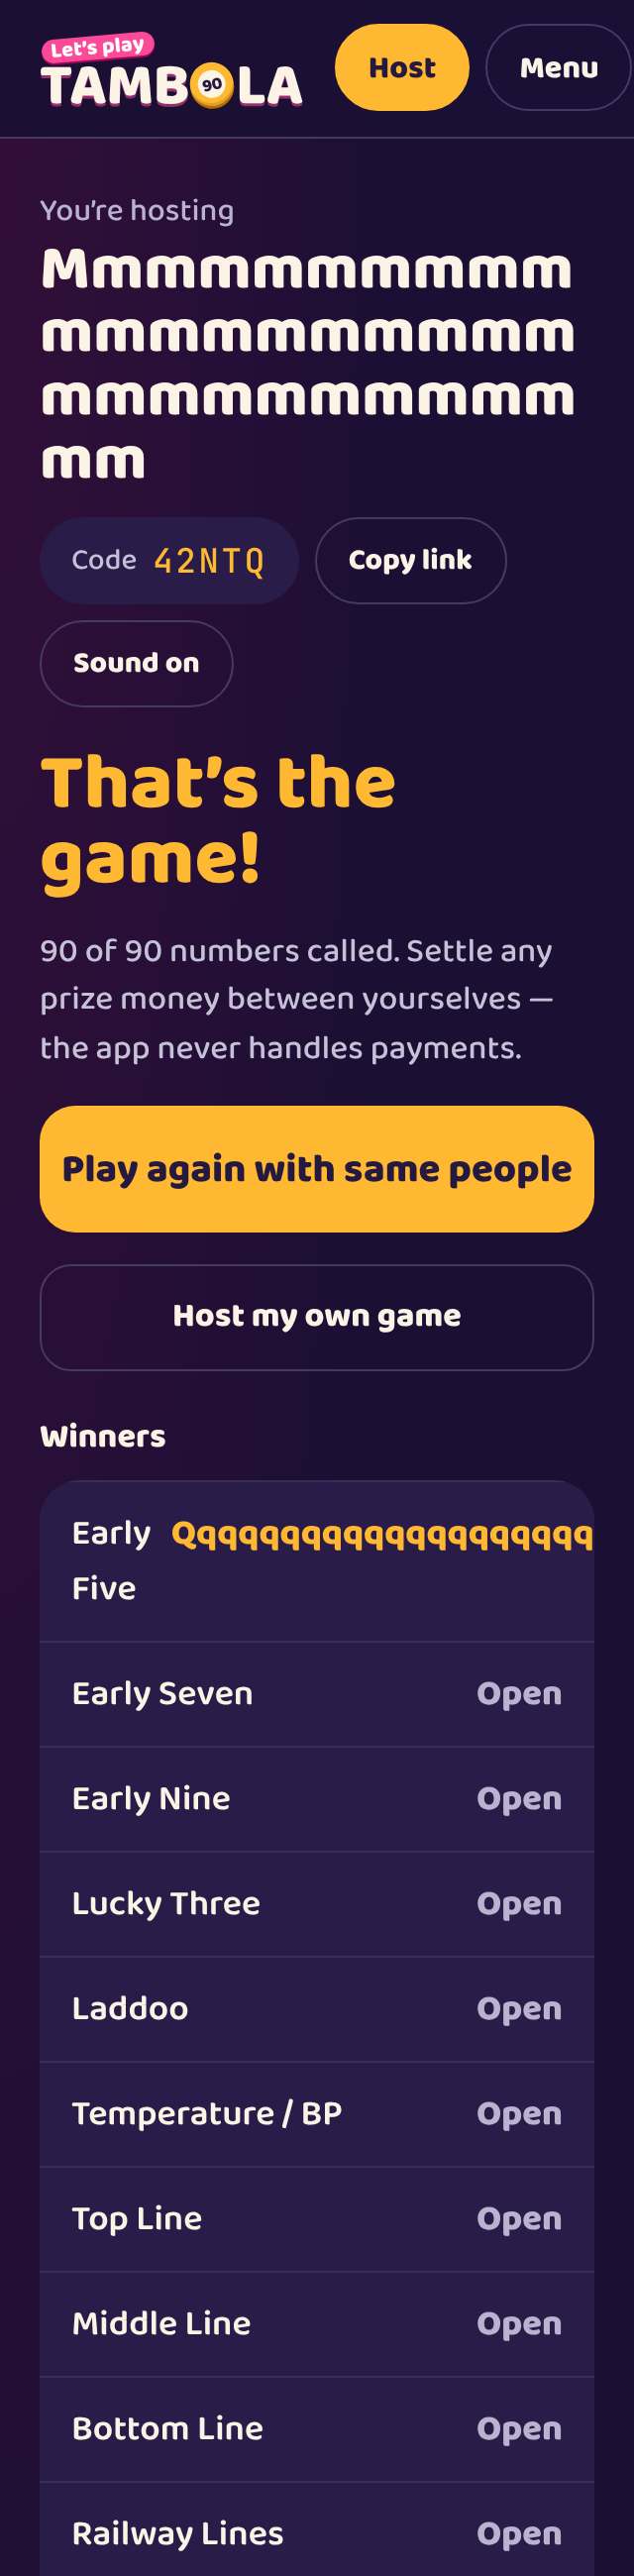 Let's play
TAMBOLA
90
Host
Menu
You're hosting
Mmmmmmmmmm
mmmmmmmmmm
mmmmmmmmmm
mm
Code 42NTQ
Copy link
Sound on
That's the
game!
90 of 90 numbers called. Settle any
prize money between yourselves —
the app never handles payments.
Play again with same people
Host my own game
Winners
Early Five
Qqqqqqqqqqqqqqqqqqqq
Early Seven Open
Early Nine Open
Lucky Three Open
Laddoo Open
Temperature / BP Open
Top Line Open
Middle Line Open
Bottom Line Open
Railway Lines Open